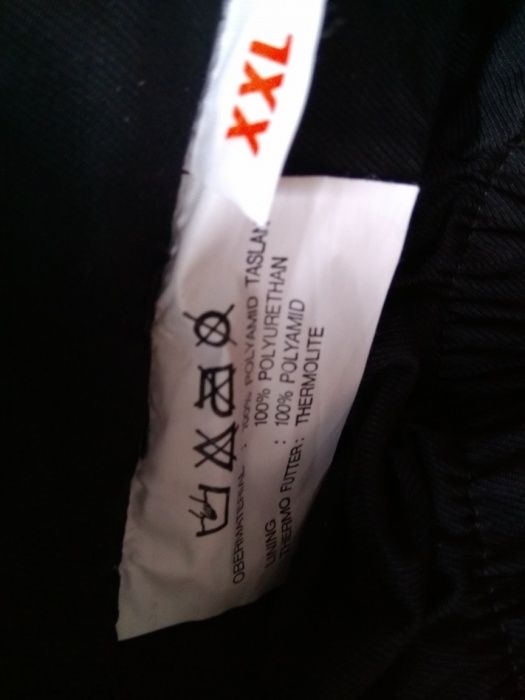 XXL
OBERMATERIAL : 100% POLYAMID TASLAN
100% POLYURETHAN
LINING : 100% POLYAMID
THERMO FUTTER: THERMOLITE